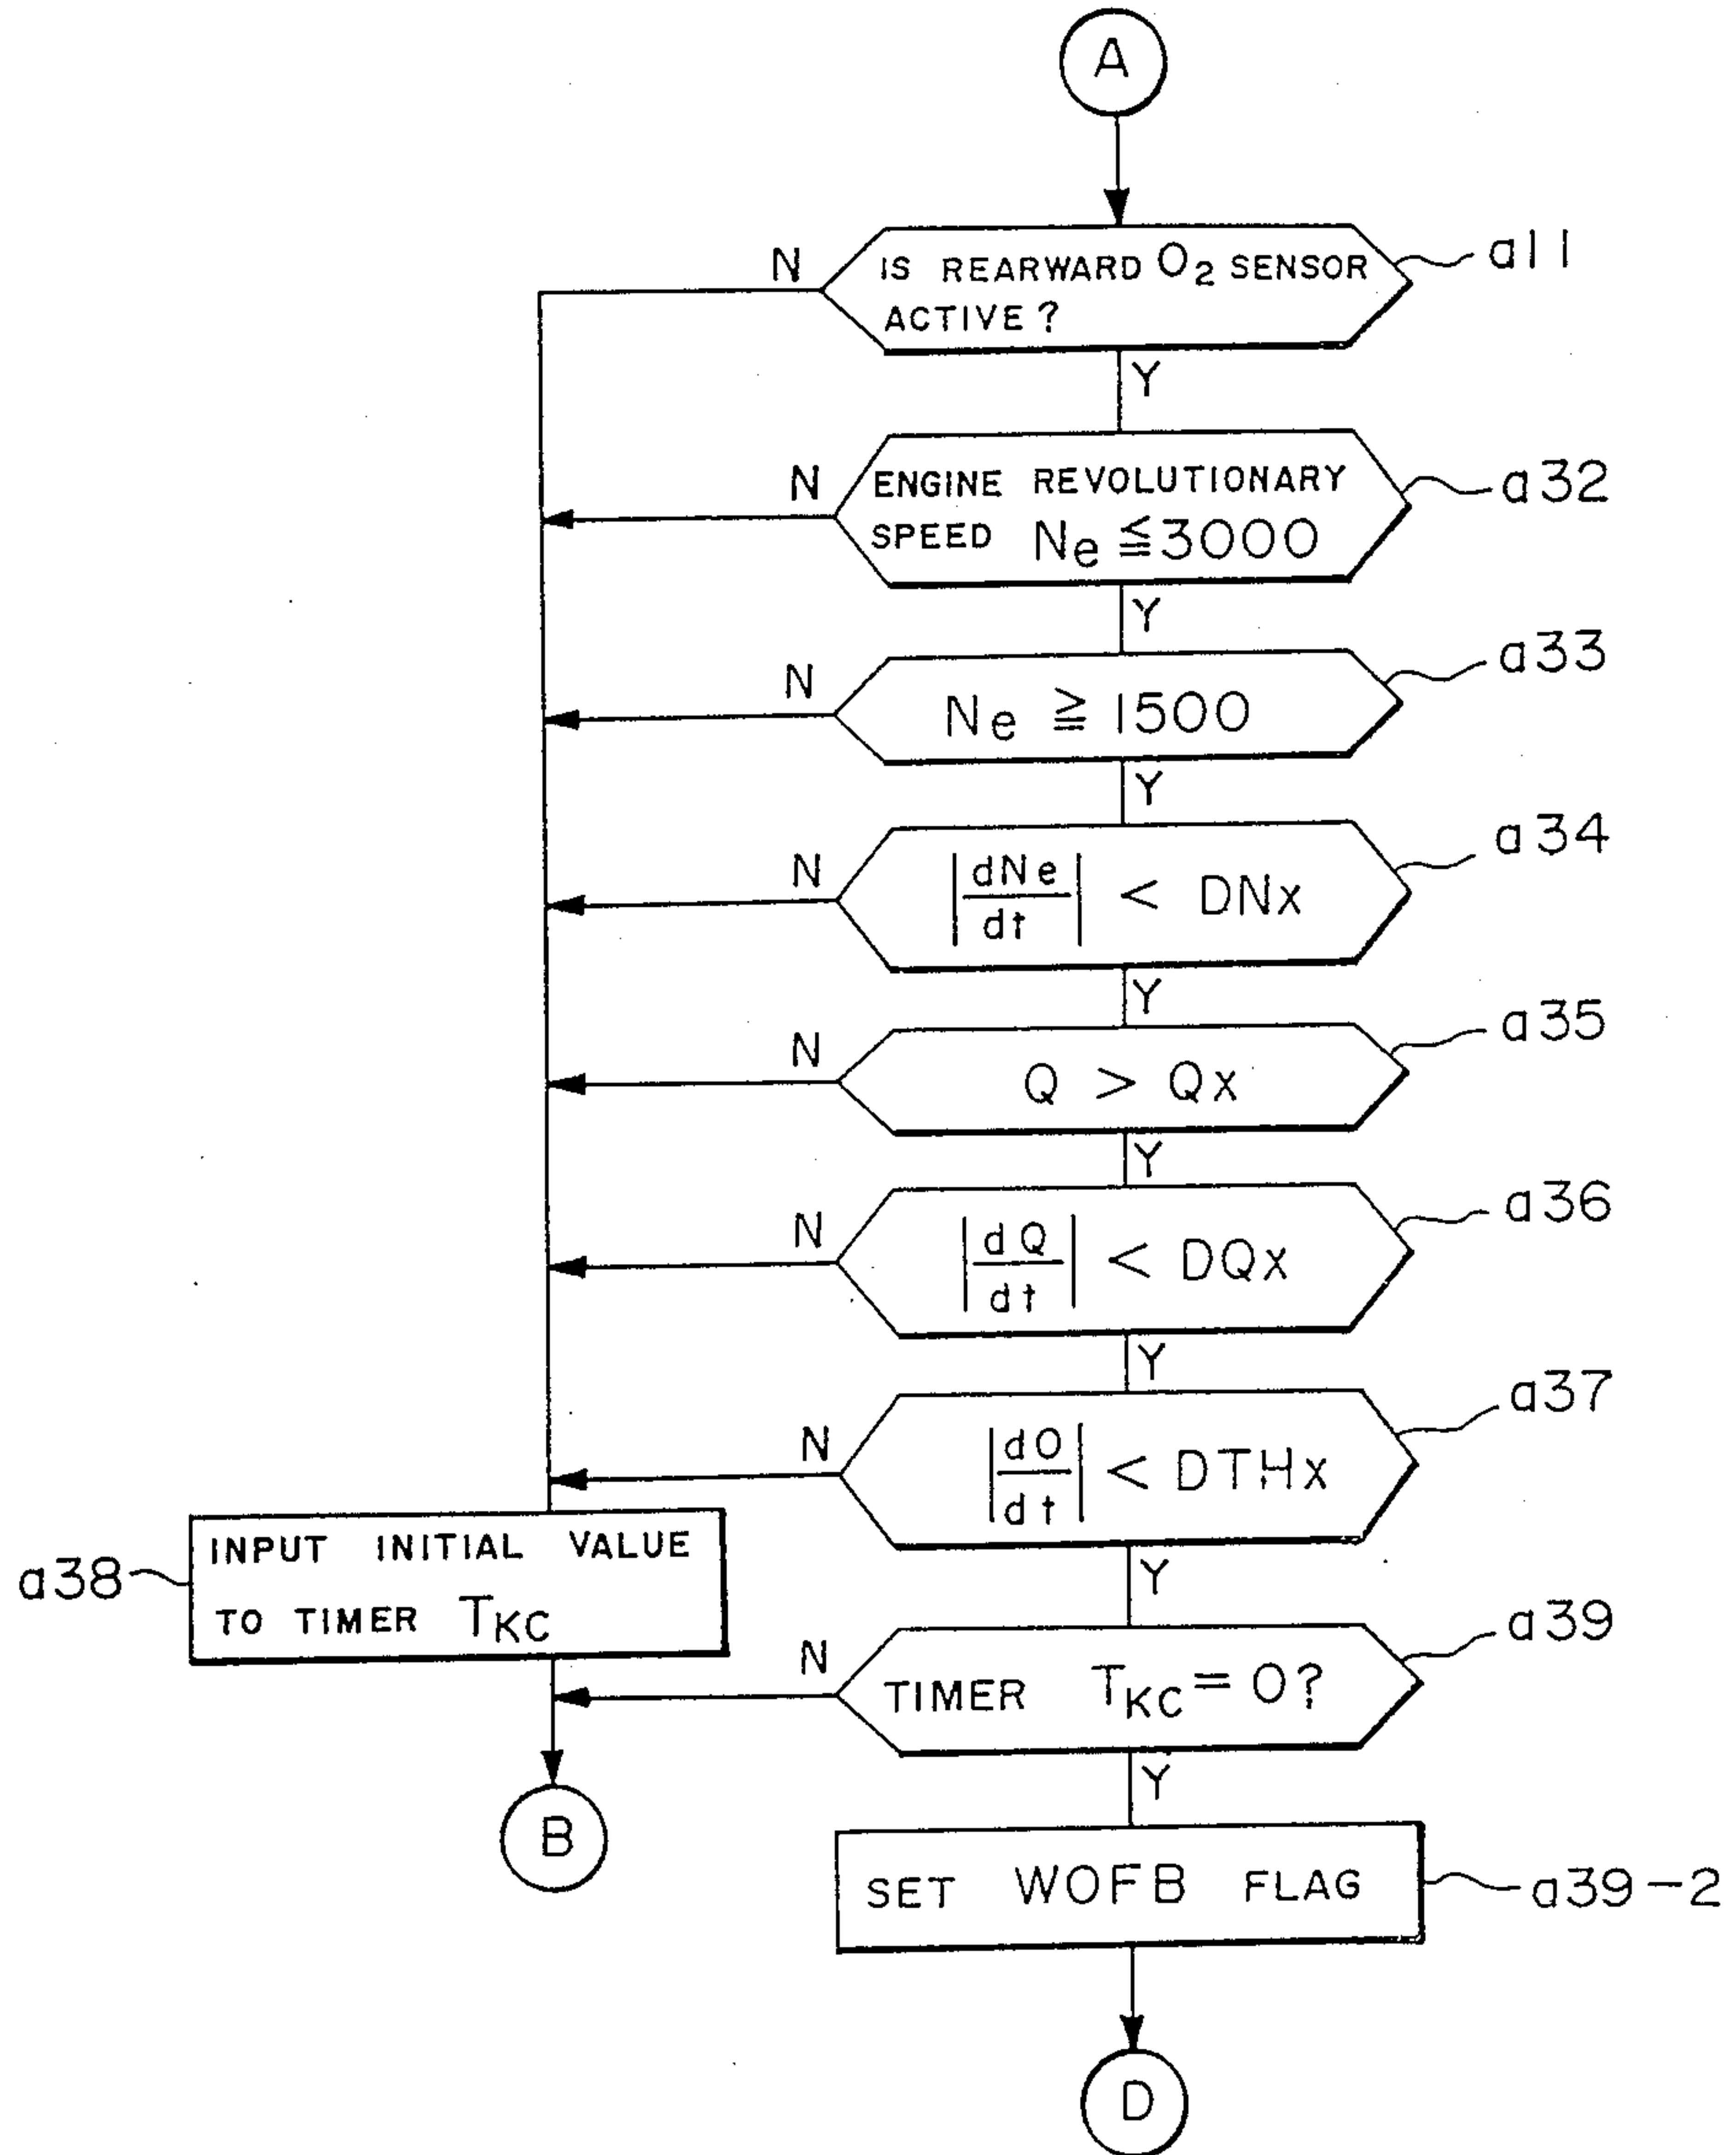 A
N
IS REARWARD O₂ SENSOR
ACTIVE?
a11
Y
N
ENGINE REVOLUTIONARY
SPEED Ne ≦ 3000
a32
Y
N
Ne ≧ 1500
a33
Y
N
|dNe/dt| < DNx
a34
Y
N
Q > Qx
a35
Y
N
|dQ/dt| < DQx
a36
Y
N
|dO/dt| < DTHx
a37
Y
a38
INPUT INITIAL VALUE
TO TIMER TKC
N
TIMER TKC = 0?
a39
Y
B
SET WOFB FLAG
a39-2
D